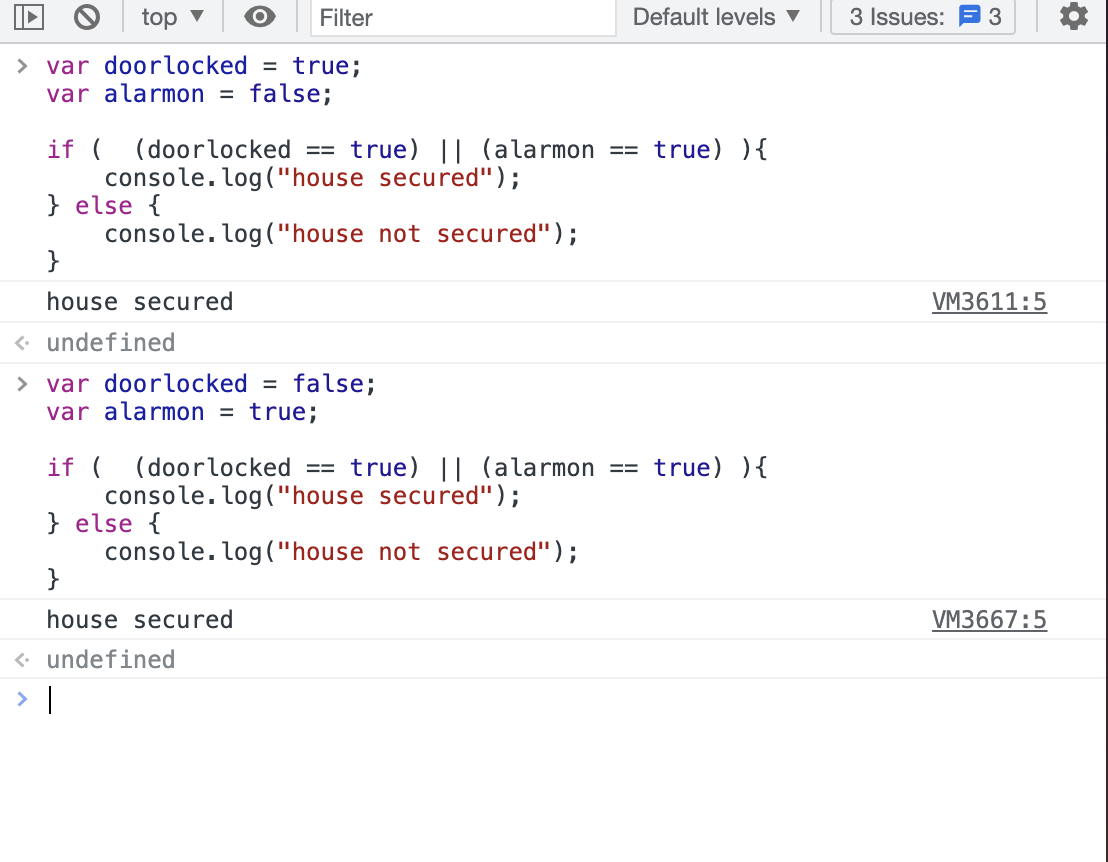 top ▼ Filter Default levels ▼ 3 Issues: 3
> var doorlocked = true;
var alarmon = false;
if (  (doorlocked == true) || (alarmon == true) ){
    console.log("house secured");
} else {
    console.log("house not secured");
}
house secured VM3611:5
undefined
> var doorlocked = false;
var alarmon = true;
if (  (doorlocked == true) || (alarmon == true) ){
    console.log("house secured");
} else {
    console.log("house not secured");
}
house secured VM3667:5
undefined
>